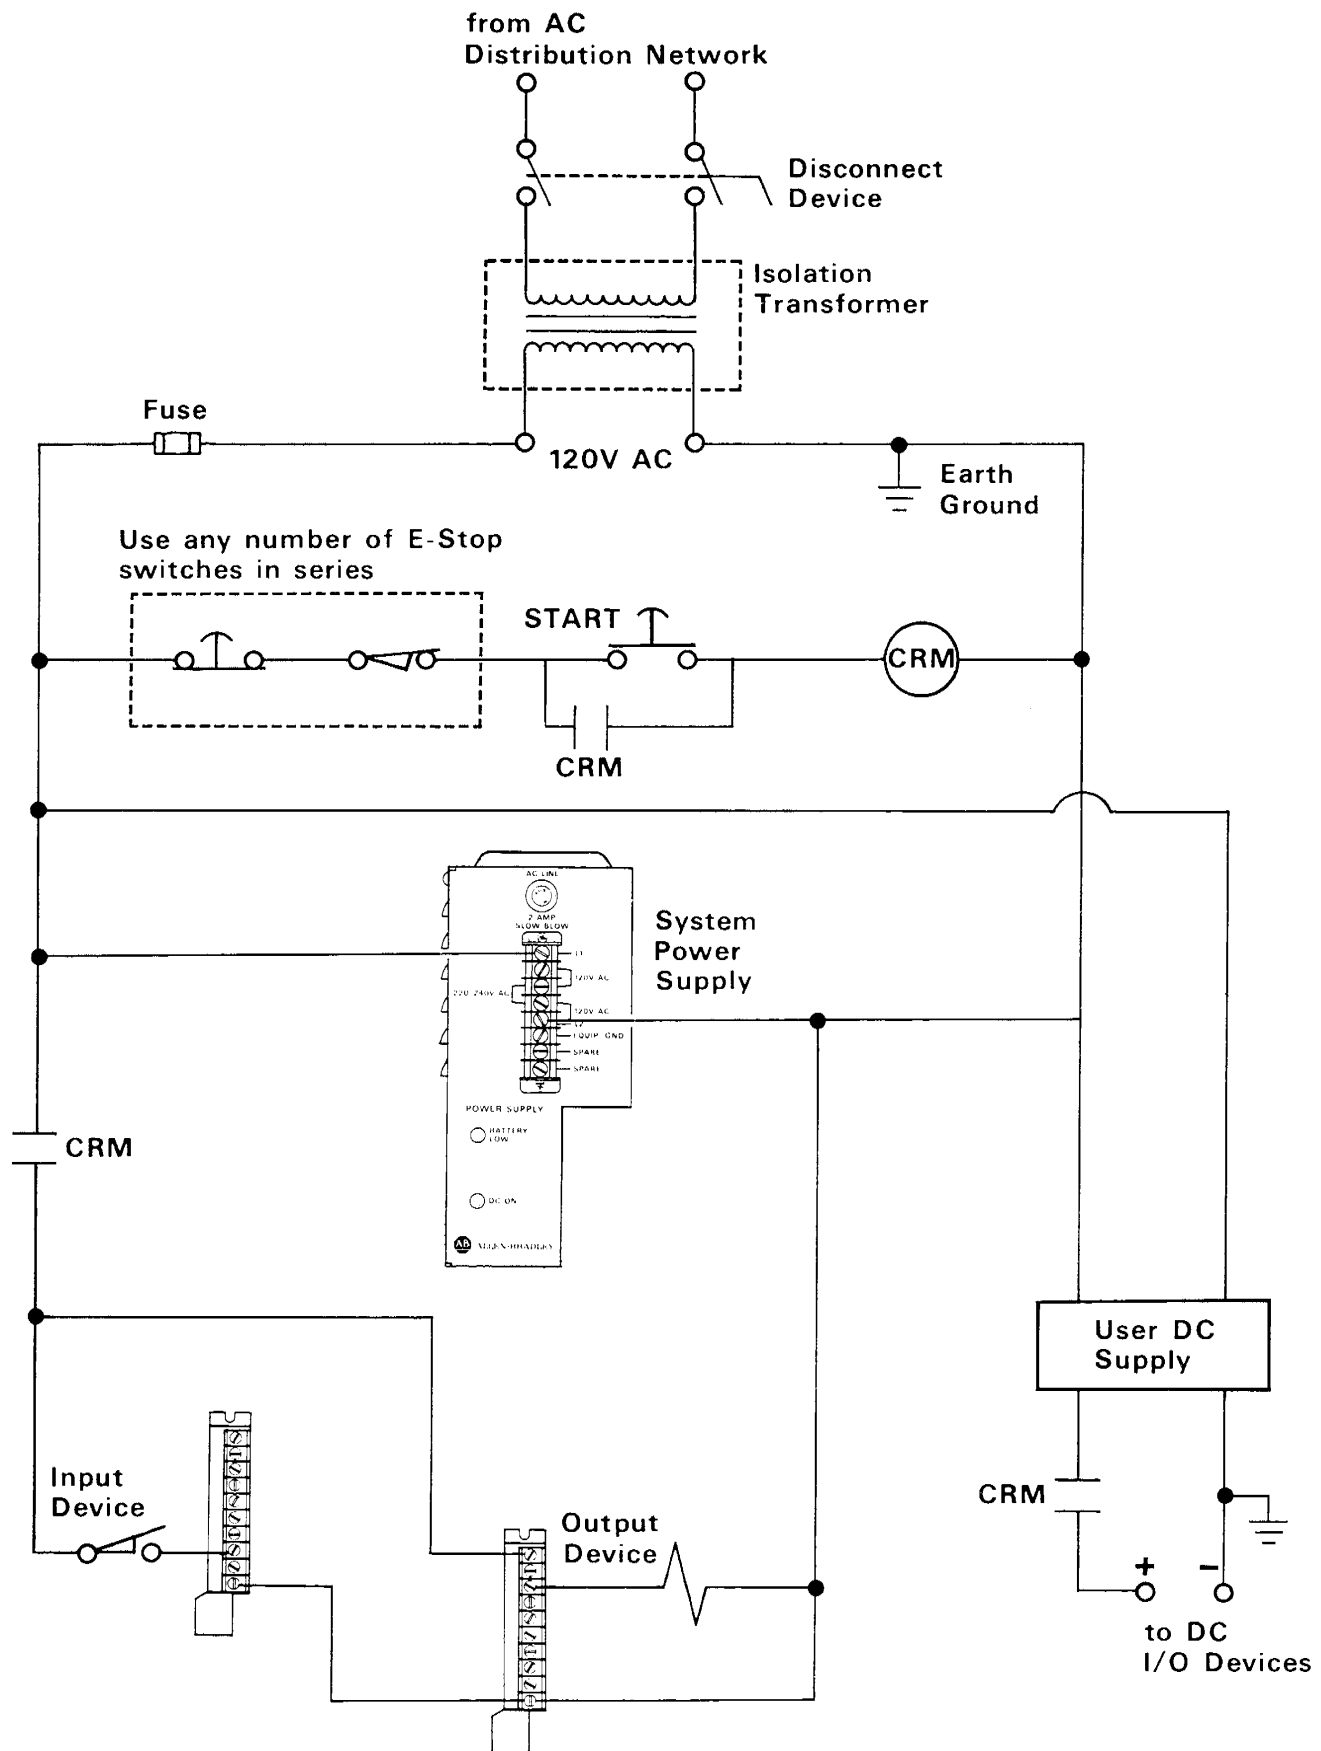 from AC
Distribution Network
Disconnect
Device
Isolation
Transformer
Fuse
120V AC
Earth
Ground
Use any number of E-Stop
switches in series
START
CRM
CRM
AC LINE
2 AMP
SLOW BLOW
L1
120V AC
220-240V AC
120V AC
L2
EQUIP GND
SPARE
SPARE
System
Power
Supply
POWER SUPPLY
BATTERY
LOW
DC ON
AB ALLEN-BRADLEY
CRM
User DC
Supply
Input
Device
Output
Device
CRM
+ -
to DC
I/O Devices